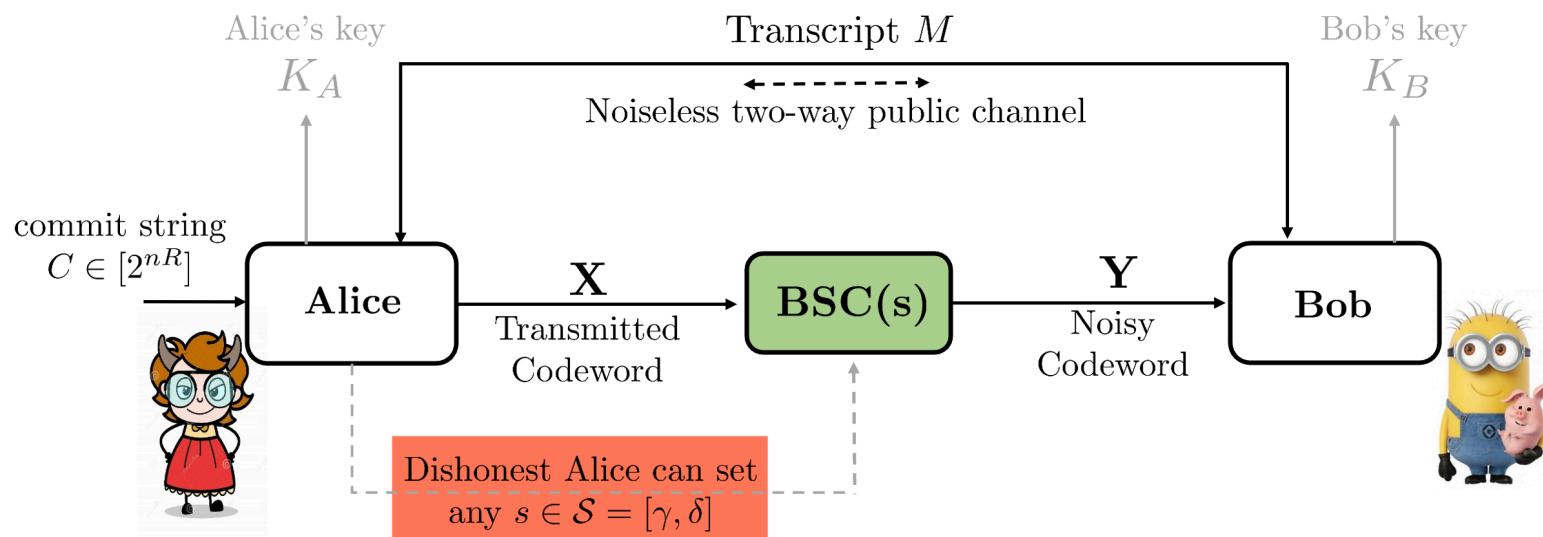 Alice's key
K_A
Transcript M
Noiseless two-way public channel
Bob's key
K_B
commit string
C ∈ [2^{nR}]
Alice
X
Transmitted
Codeword
BSC(s)
Y
Noisy
Codeword
Bob
Dishonest Alice can set
any s ∈ 𝒮 = [γ, δ]